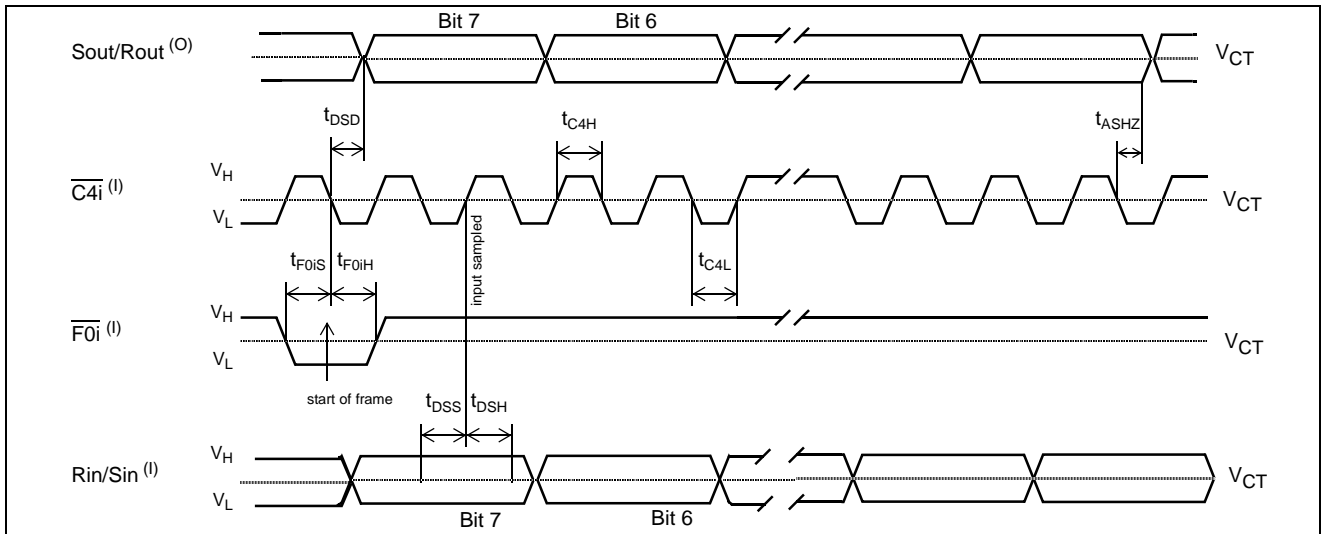 Bit 7 Bit 6
Sout/Rout (O) VCT
tDSD tC4H tASHZ
VH
C4i (I) VCT
VL
tF0iS tF0iH input sampled tC4L
VH
F0i (I) VCT
VL
start of frame tDSS tDSH
VH
Rin/Sin (I) VCT
VL
Bit 7 Bit 6